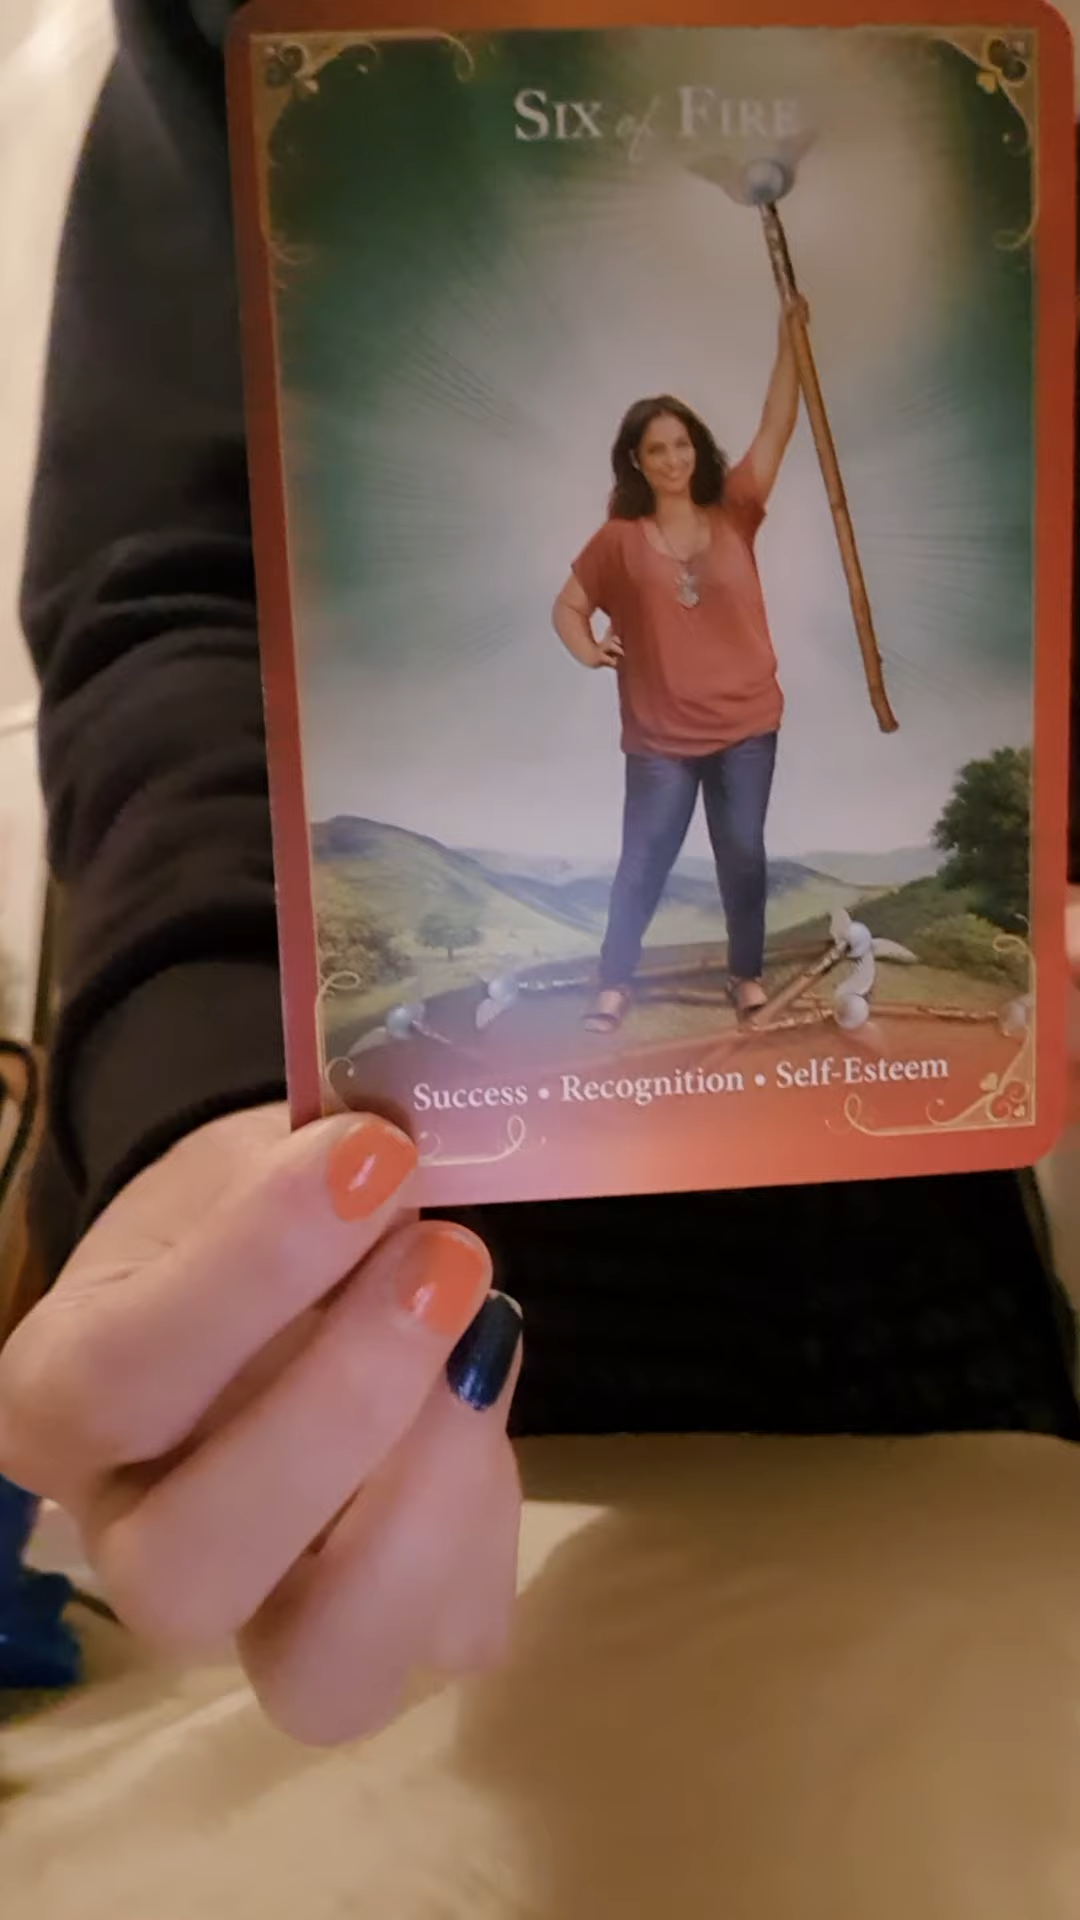 Six of Fire
Success • Recognition • Self-Esteem